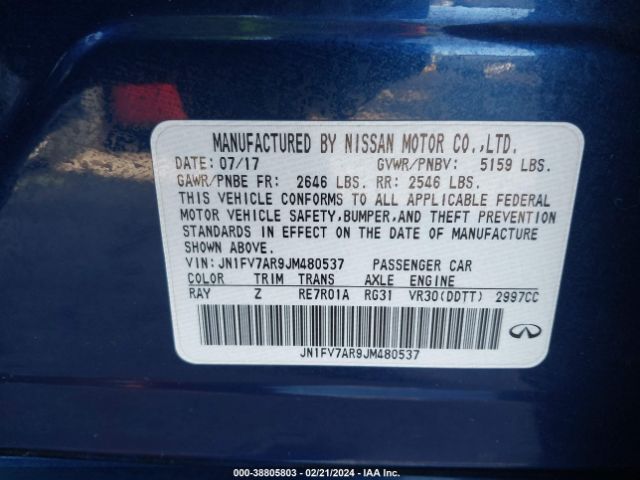 MANUFACTURED BY NISSAN MOTOR CO.,LTD.
DATE: 07/17 GVWR/PNBV: 5159 LBS.
GAWR/PNBE FR: 2646 LBS. RR: 2546 LBS.
THIS VEHICLE CONFORMS TO ALL APPLICABLE FEDERAL
MOTOR VEHICLE SAFETY,BUMPER,AND THEFT PREVENTION
STANDARDS IN EFFECT ON THE DATE OF MANUFACTURE
SHOWN ABOVE.
VIN: JN1FV7AR9JM480537 PASSENGER CAR
COLOR TRIM TRANS AXLE ENGINE
RAY Z RE7R01A RG31 VR30(DDTT) 2997CC
JN1FV7AR9JM480537
INFINITI
000-38805803 - 02/21/2024 - IAA Inc.